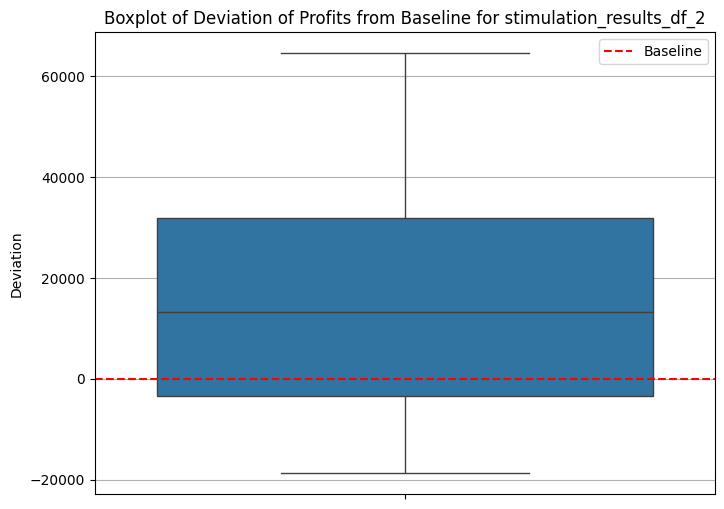 Boxplot of Deviation of Profits from Baseline for stimulation_results_df_2
Baseline
60000
40000
20000
0
−20000
Deviation